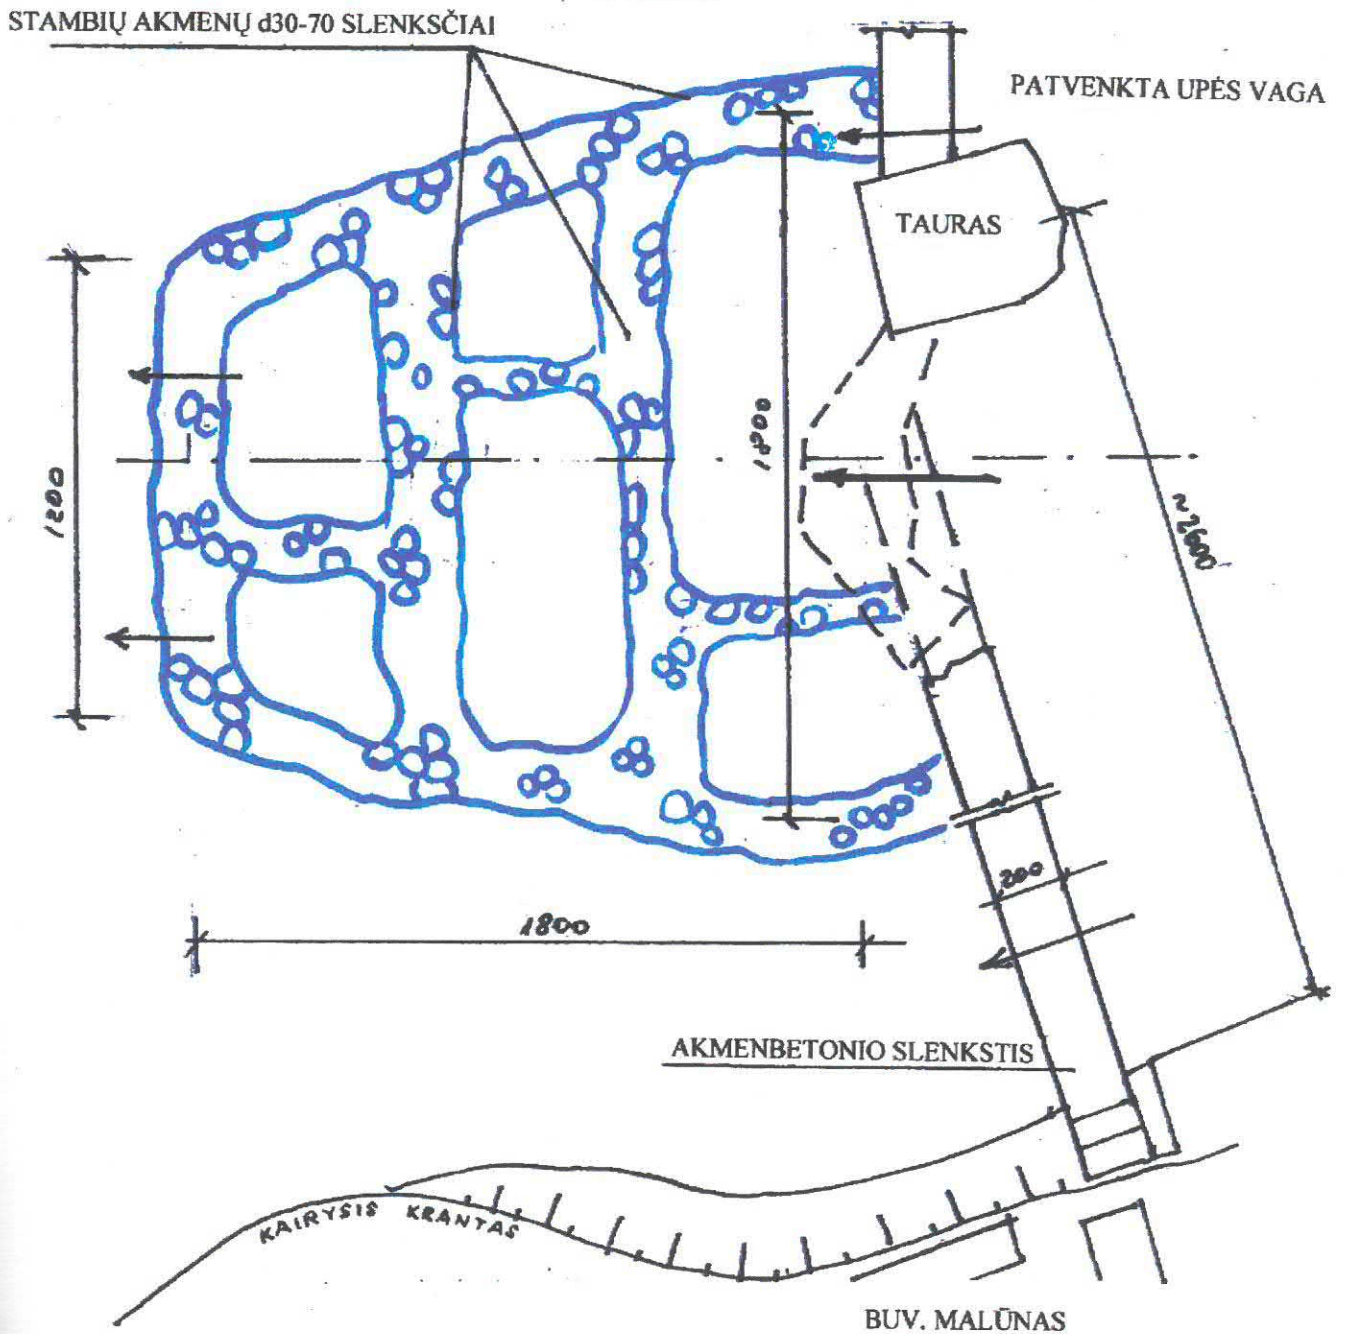 STAMBIŲ AKMENŲ d30-70 SLENKSČIAI
PATVENKTA UPĖS VAGA
TAURAS
1800
1200
~2600
200
1800
AKMENBETONIO SLENKSTIS
KAIRYSIS KRANTAS
BUV. MALŪNAS